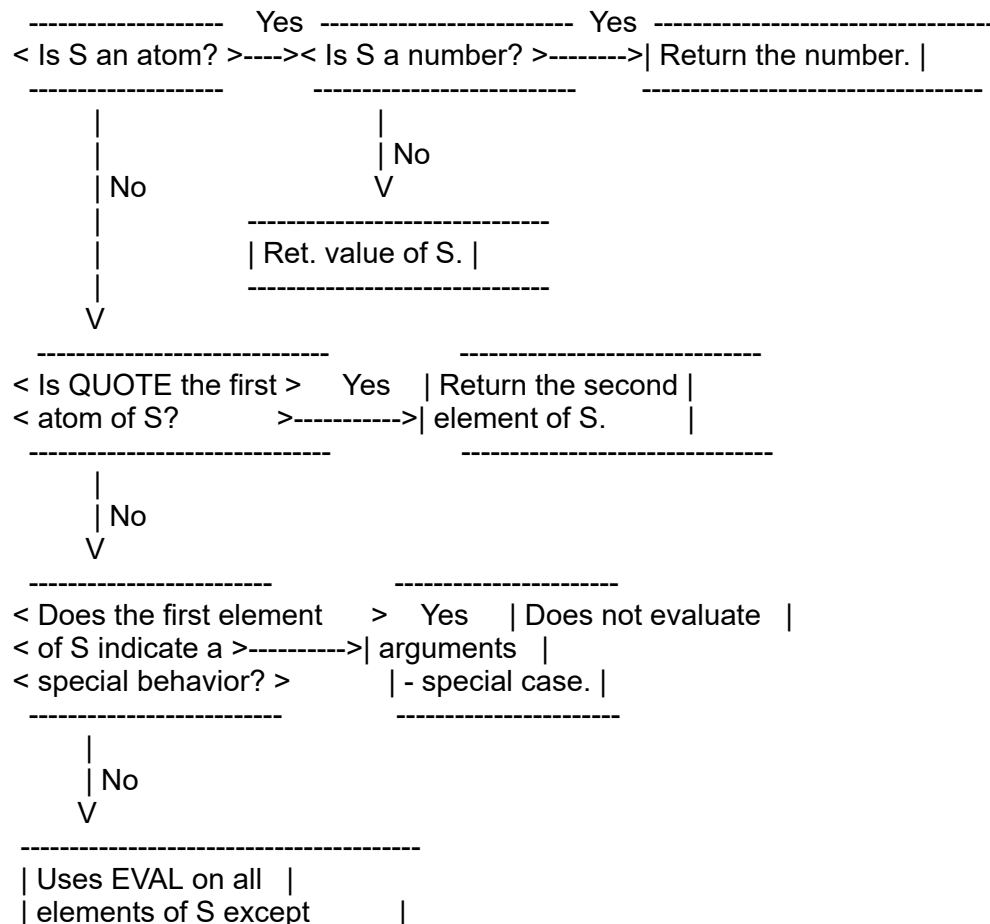 -------------------- Yes -------------------------- Yes -----------------------------------
< Is S an atom? >----->< Is S a number? >-------->| Return the number. |
-------------------- --------------------------- -----------------------------------
| |
| | No
| No V
| -------------------------------
| | Ret. value of S. |
| -------------------------------
V
------------------------------ -------------------------------
< Is QUOTE the first > Yes | Return the second |
< atom of S? >----------->| element of S. |
------------------------------- --------------------------------
|
| No
V
------------------------- -----------------------
< Does the first element > Yes | Does not evaluate |
< of S indicate a >---------->| arguments |
< special behavior? > | - special case. |
-------------------------- -----------------------
|
| No
V
-----------------------------------------
| Uses EVAL on all |
| elements of S except |